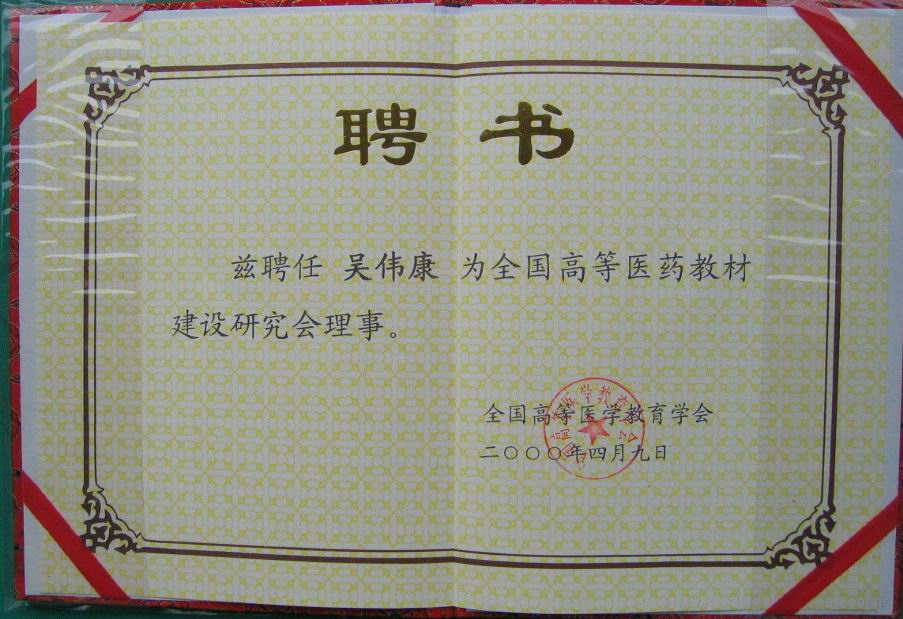 聘书
兹聘任 吴伟康 为全国高等医药教材
建设研究会理事。
全国高等医学教育学会
二〇〇〇年四月九日